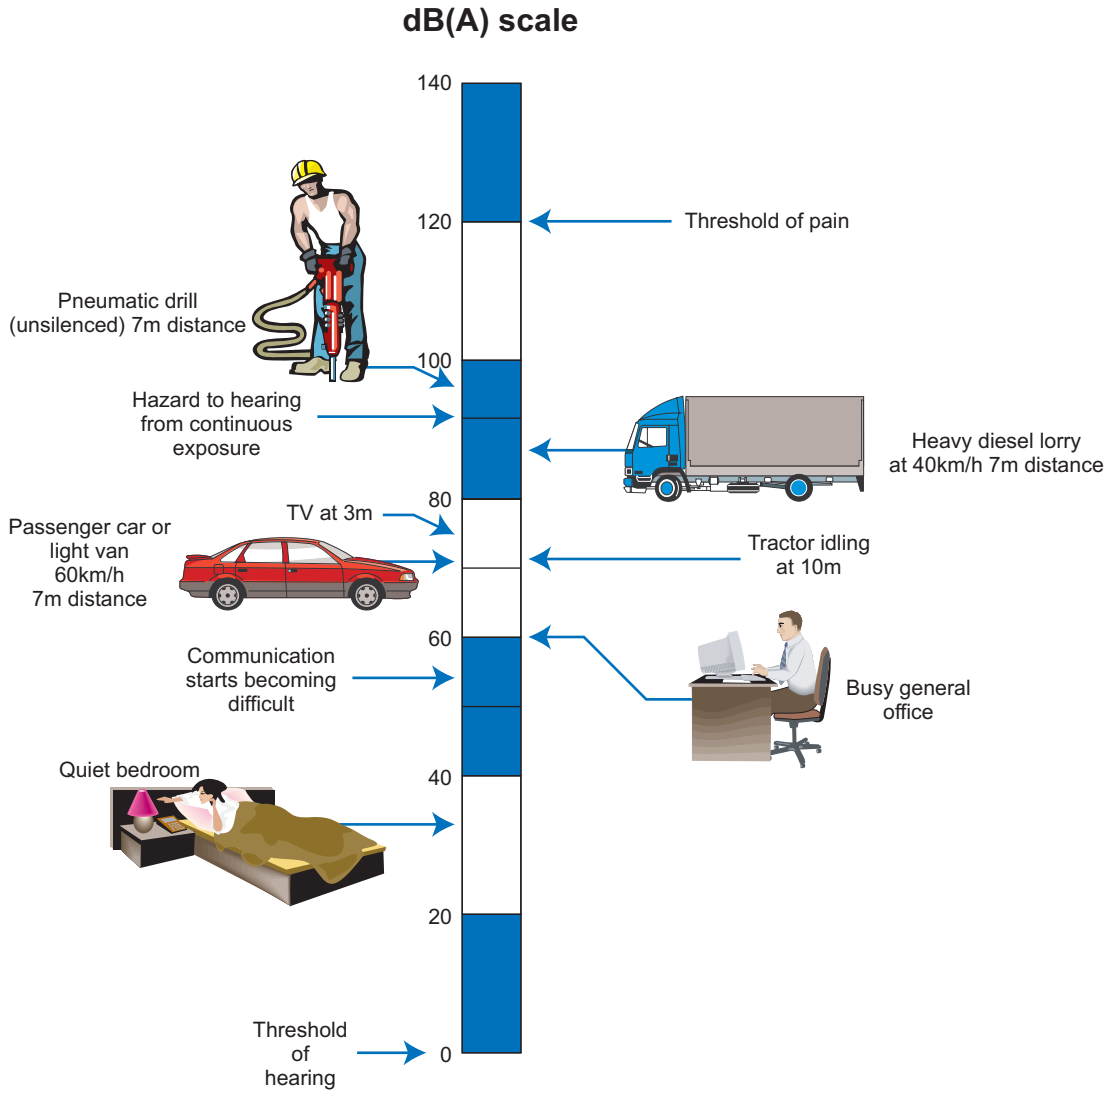 dB(A) scale
140
120
Threshold of pain
Pneumatic drill
(unsilenced) 7m distance
100
Hazard to hearing
from continuous
exposure
Heavy diesel lorry
at 40km/h 7m distance
80
TV at 3m
Passenger car or
light van
60km/h
7m distance
Tractor idling
at 10m
60
Communication
starts becoming
difficult
Busy general
office
Quiet bedroom
40
20
Threshold
of
hearing
0